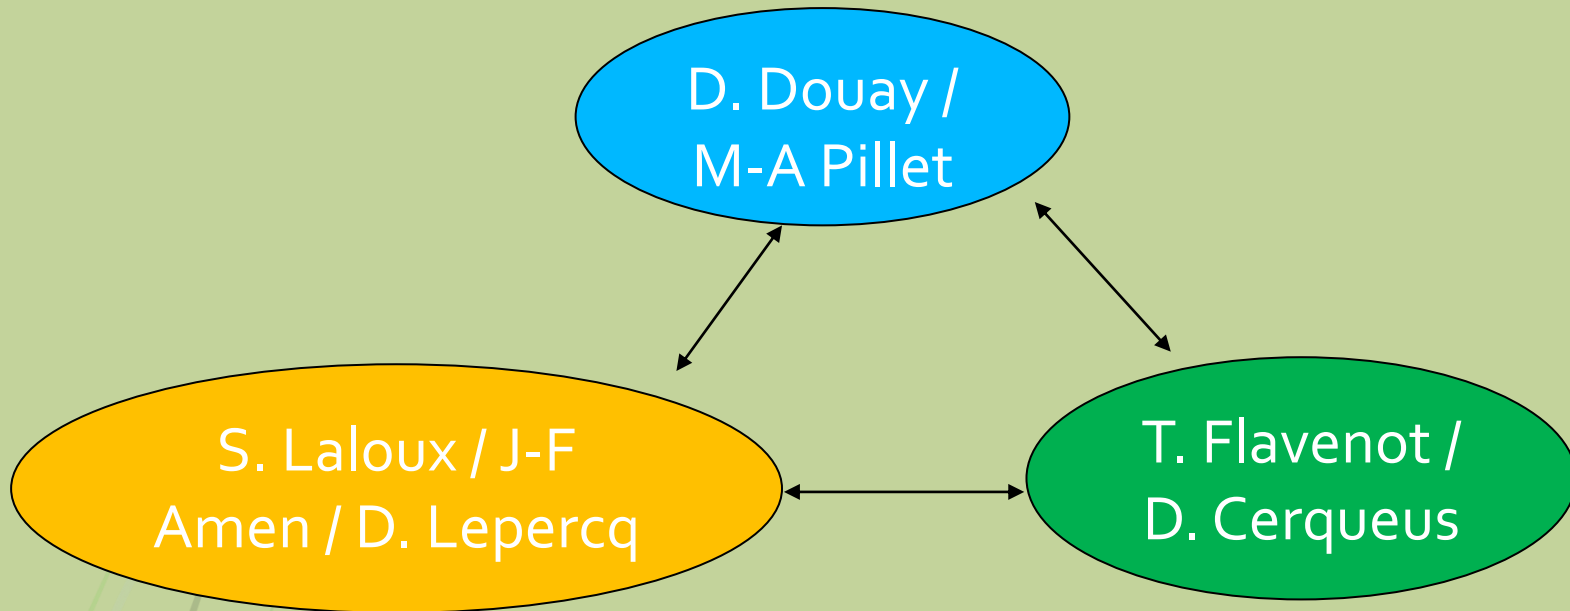 D. Douay /
M-A Pillet
S. Laloux / J-F
Amen / D. Lepercq
T. Flavenot /
D. Cerqueus